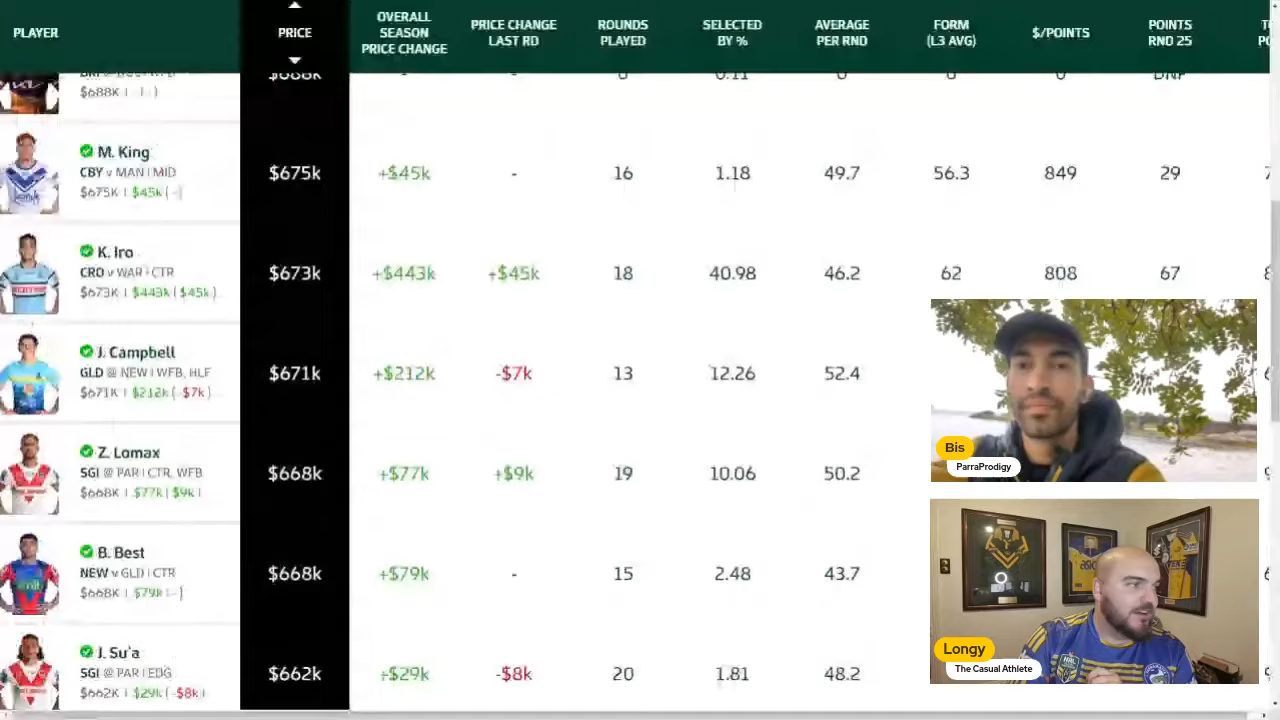 PLAYER
PRICE
OVERALL SEASON PRICE CHANGE
PRICE CHANGE LAST RD
ROUNDS PLAYED
SELECTED BY %
AVERAGE PER RND
FORM (L3 AVG)
$/POINTS
POINTS RND 25
$688K
$688k
0.11
DNP
M. King
CBY v MAN | MID
$675K | $45k ( - )
$675k
+$45k
-
16
1.18
49.7
56.3
849
29
K. Iro
CRO v WAR | CTR
$673K | $443k ( $45k )
$673k
+$443k
+$45k
18
40.98
46.2
62
808
67
J. Campbell
GLD @ NEW | WFB, HLF
$671K | $212k ( -$7k )
$671k
+$212k
-$7k
13
12.26
52.4
Z. Lomax
SGI @ PAR | CTR, WFB
$668K | $77k ( $9k )
$668k
+$77k
+$9k
19
10.06
50.2
B. Best
NEW v GLD | CTR
$668K | $79k ( - )
$668k
+$79k
-
15
2.48
43.7
J. Su'a
SGI @ PAR | EDG
$662K | $29k ( -$8k )
$662k
+$29k
-$8k
20
1.81
48.2
Bis
ParraProdigy
Longy
The Casual Athlete